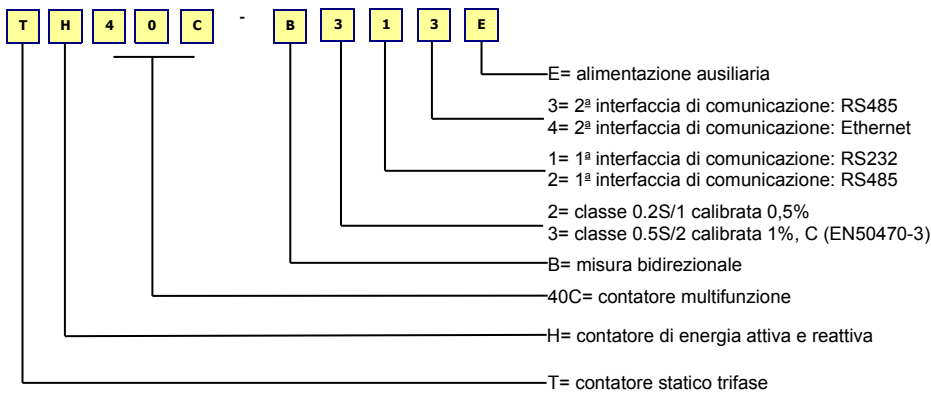 T H 4 0 C - B 3 1 3 E
E= alimentazione ausiliaria
3= 2ª interfaccia di comunicazione: RS485
4= 2ª interfaccia di comunicazione: Ethernet
1= 1ª interfaccia di comunicazione: RS232
2= 1ª interfaccia di comunicazione: RS485
2= classe 0.2S/1 calibrata 0,5%
3= classe 0.5S/2 calibrata 1%, C (EN50470-3)
B= misura bidirezionale
40C= contatore multifunzione
H= contatore di energia attiva e reattiva
T= contatore statico trifase